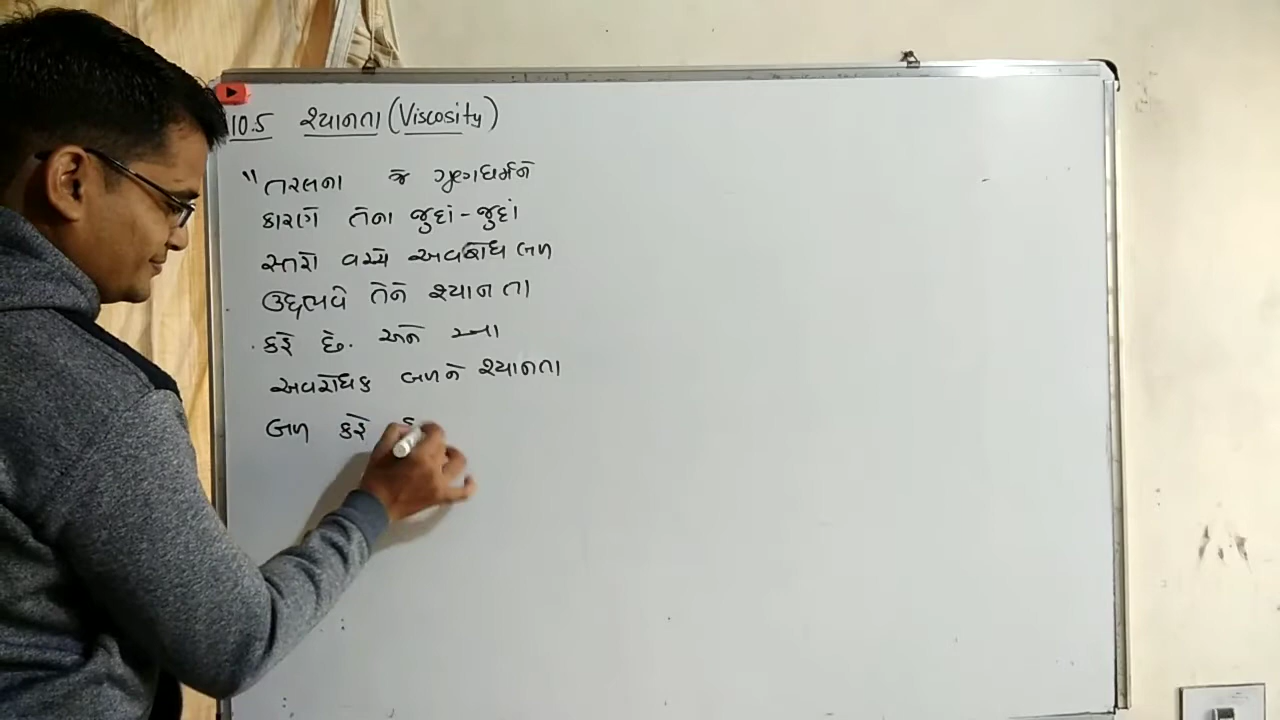 10.5 શ્યાનતા (Viscosity)
"તરલના જે ગુણધર્મને
કારણે તેના જુદાં-જુદાં
સ્તરો વચ્ચે અવરોધ બળ
ઉદ્દભવે તેને શ્યાનતા
કહે છે. અને આ
અવરોધક બળને શ્યાનતા
બળ કહે